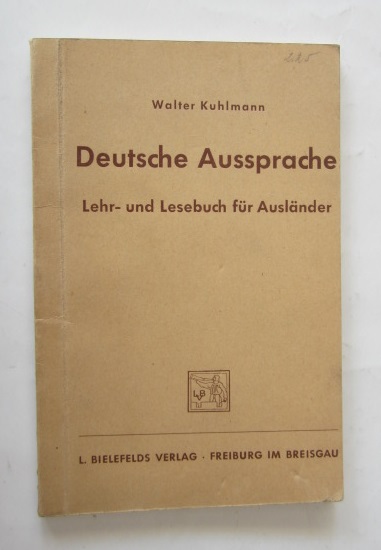 Walter Kuhlmann
Deutsche Aussprache
Lehr- und Lesebuch für Ausländer
L. BIELEFELDS VERLAG · FREIBURG IM BREISGAU